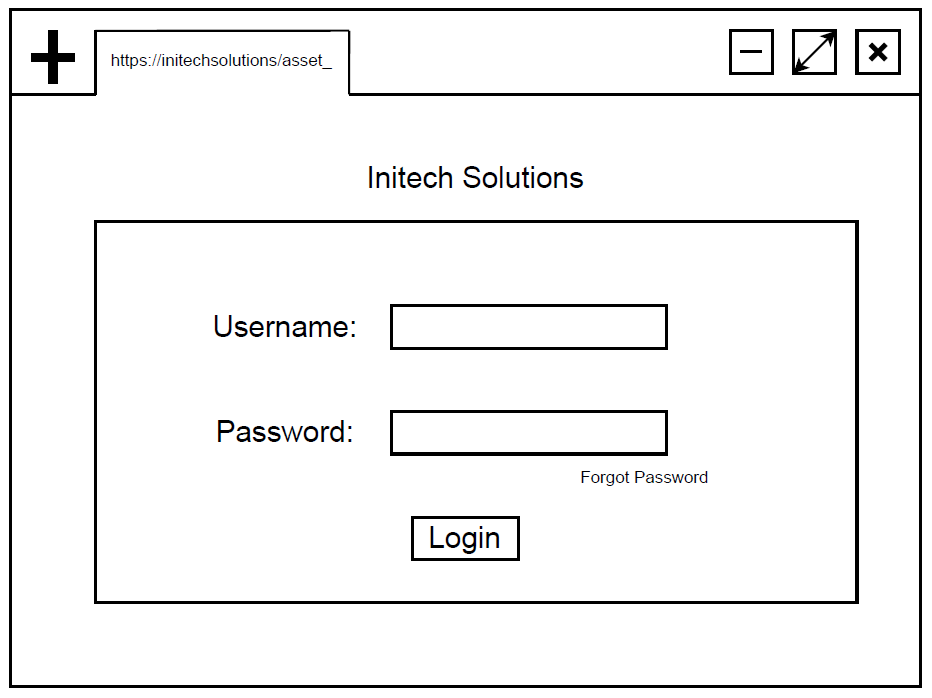 https://initechsolutions/asset_
Initech Solutions
Username:
Password:
Forgot Password
Login